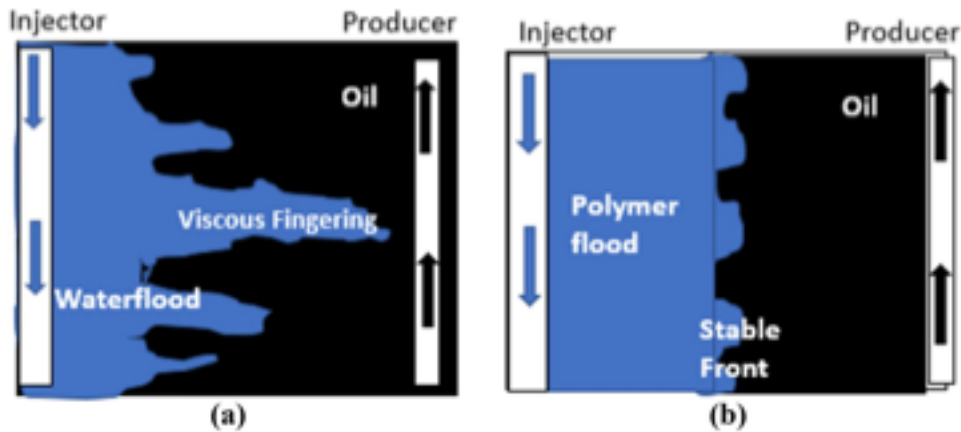 Injector
Producer
Oil
Viscous Fingering
Waterflood
(a)
Injector
Producer
Oil
Polymer
flood
Stable
Front
(b)